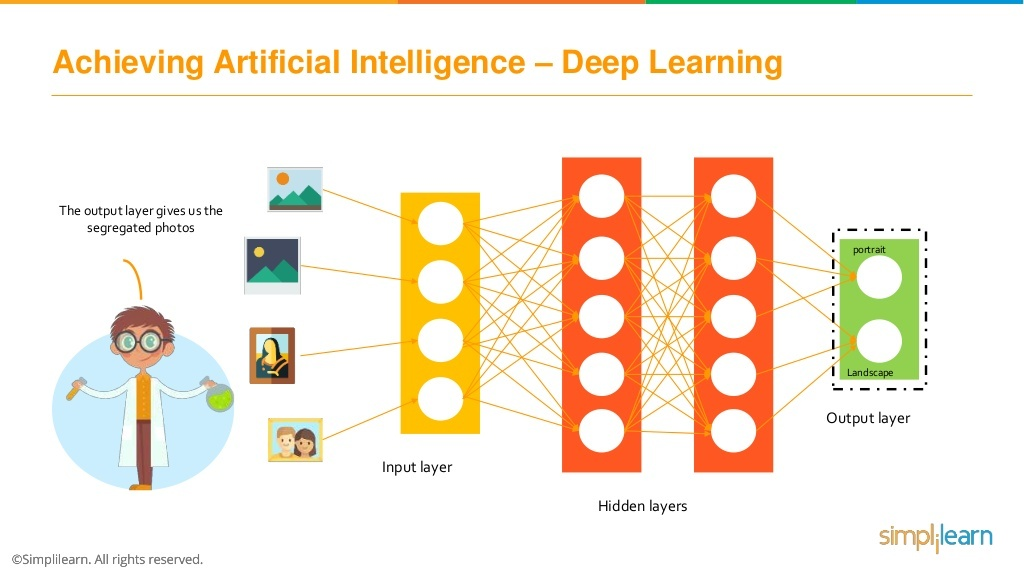 Achieving Artificial Intelligence – Deep Learning
The output layer gives us the
segregated photos
portrait
Landscape
Output layer
Input layer
Hidden layers
simplilearn
©Simplilearn. All rights reserved.